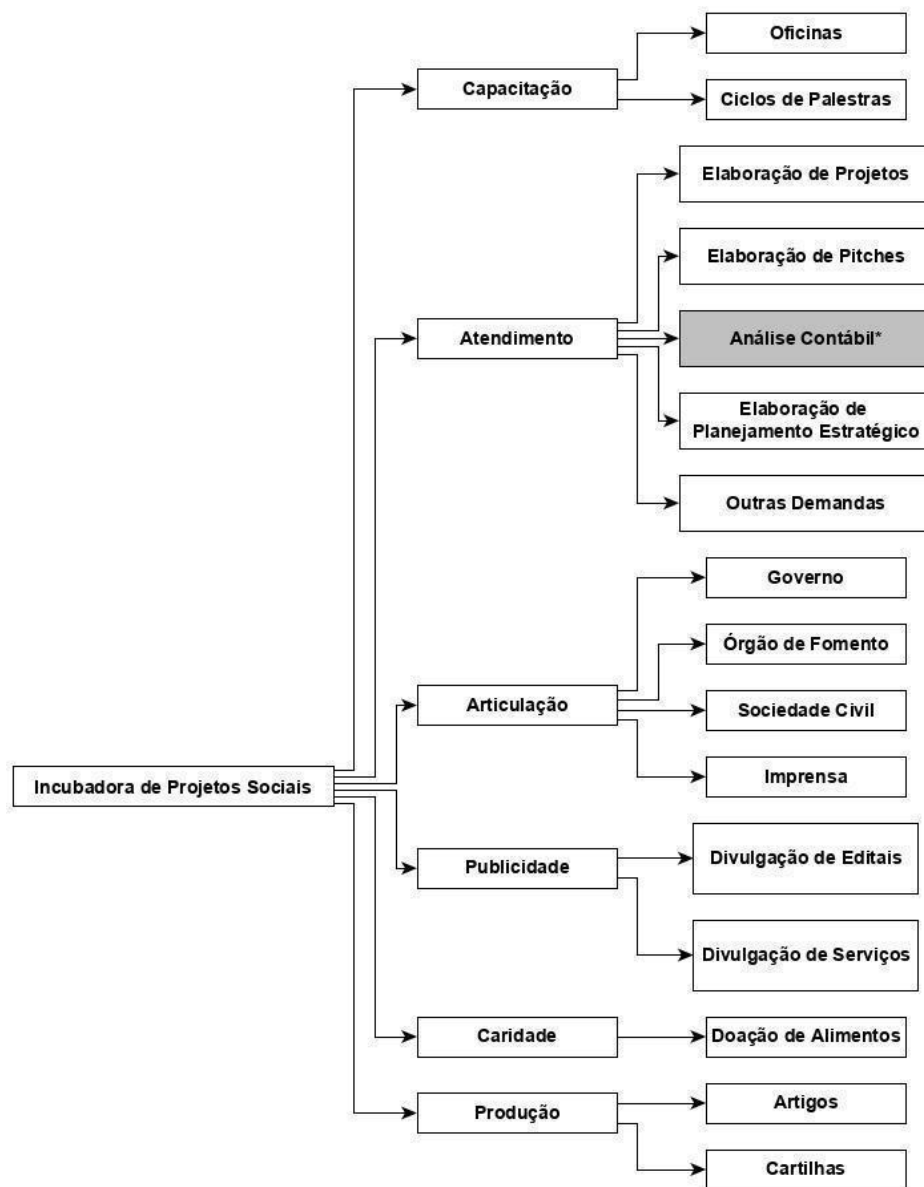 Oficinas
Capacitação
Ciclos de Palestras
Elaboração de Projetos
Elaboração de Pitches
Atendimento
Análise Contábil*
Elaboração de
Planejamento Estratégico
Outras Demandas
Governo
Órgão de Fomento
Articulação
Sociedade Civil
Imprensa
Incubadora de Projetos Sociais
Divulgação de Editais
Publicidade
Divulgação de Serviços
Caridade
Doação de Alimentos
Artigos
Produção
Cartilhas